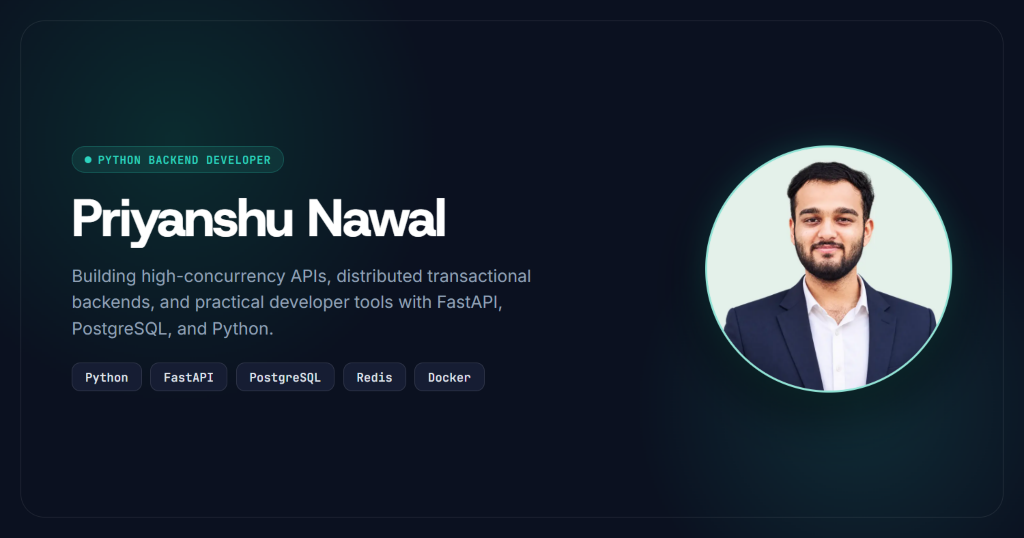 PYTHON BACKEND DEVELOPER
Priyanshu Nawal
Building high-concurrency APIs, distributed transactional
backends, and practical developer tools with FastAPI,
PostgreSQL, and Python.
Python FastAPI PostgreSQL Redis Docker